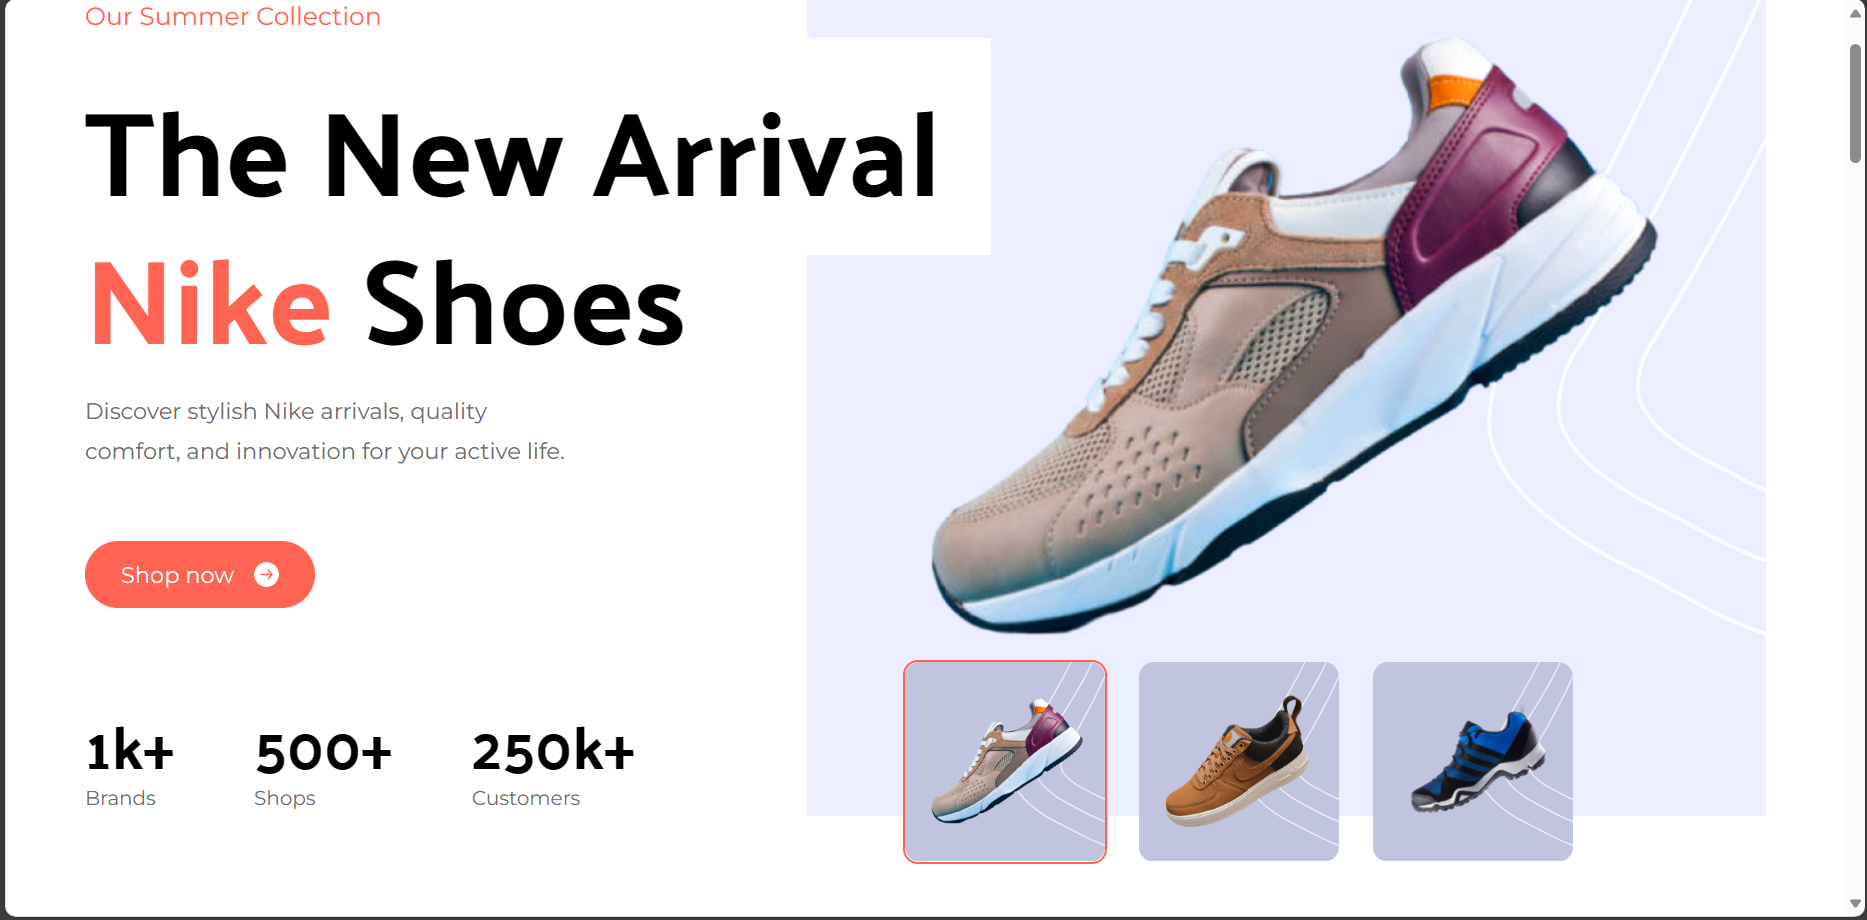 Our Summer Collection
The New Arrival
Nike Shoes
Discover stylish Nike arrivals, quality
comfort, and innovation for your active life.
Shop now
1k+
Brands
500+
Shops
250k+
Customers